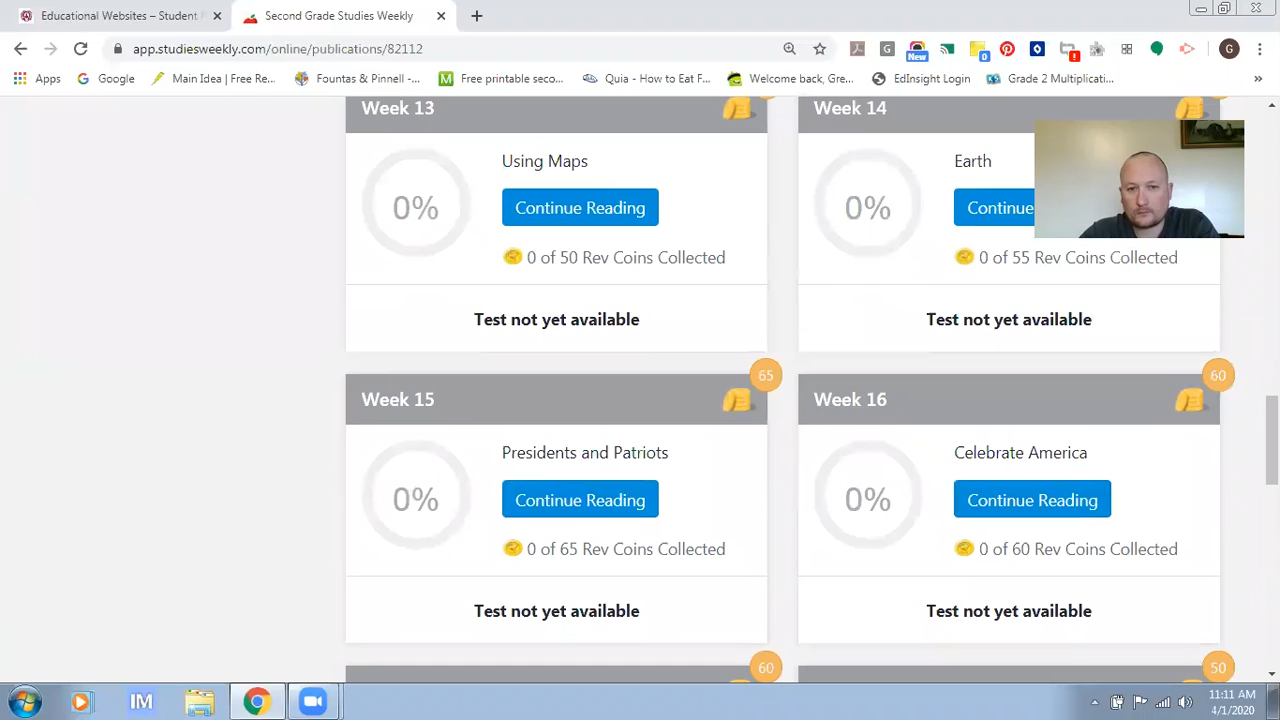 Educational Websites – Student
Second Grade Studies Weekly
app.studiesweekly.com/online/publications/82112
New
0
G
G
Apps
Google
Main Idea | Free Re...
Fountas & Pinnell -...
M
Free printable seco...
Quia - How to Eat F...
Welcome back, Gre...
EdInsight Login
Grade 2 Multiplicati...
»
Week 13
Week 14
Using Maps
Earth
0%
Continue Reading
0%
Continue
0 of 50 Rev Coins Collected
0 of 55 Rev Coins Collected
Test not yet available
Test not yet available
65
60
Week 15
Week 16
Presidents and Patriots
Celebrate America
0%
Continue Reading
0%
Continue Reading
0 of 65 Rev Coins Collected
0 of 60 Rev Coins Collected
Test not yet available
Test not yet available
60
50
IM
11:11 AM
4/1/2020